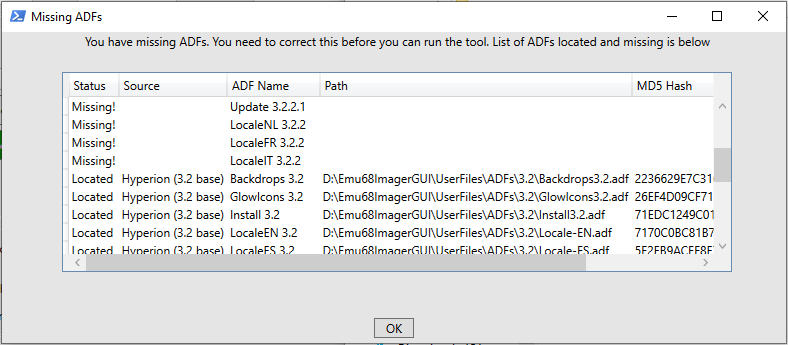 Missing ADFs
You have missing ADFs. You need to correct this before you can run the tool. List of ADFs located and missing is below
Status Source ADF Name Path MD5 Hash
Missing! Update 3.2.2.1
Missing! LocaleNL 3.2.2
Missing! LocaleFR 3.2.2
Missing! LocaleIT 3.2.2
Located Hyperion (3.2 base) Backdrops 3.2 D:\Emu68ImagerGUI\UserFiles\ADFs\3.2\Backdrops3.2.adf 2236629E7C31
Located Hyperion (3.2 base) GlowIcons 3.2 D:\Emu68ImagerGUI\UserFiles\ADFs\3.2\GlowIcons3.2.adf 26EF4D09CF71
Located Hyperion (3.2 base) Install 3.2 D:\Emu68ImagerGUI\UserFiles\ADFs\3.2\Install3.2.adf 71EDC1249C01
Located Hyperion (3.2 base) LocaleEN 3.2 D:\Emu68ImagerGUI\UserFiles\ADFs\3.2\Locale-EN.adf 7170C0BC81B7
Located Hyperion (3.2 base) LocaleES 3.2 D:\Emu68ImagerGUI\UserFiles\ADFs\3.2\Locale-ES.adf
OK